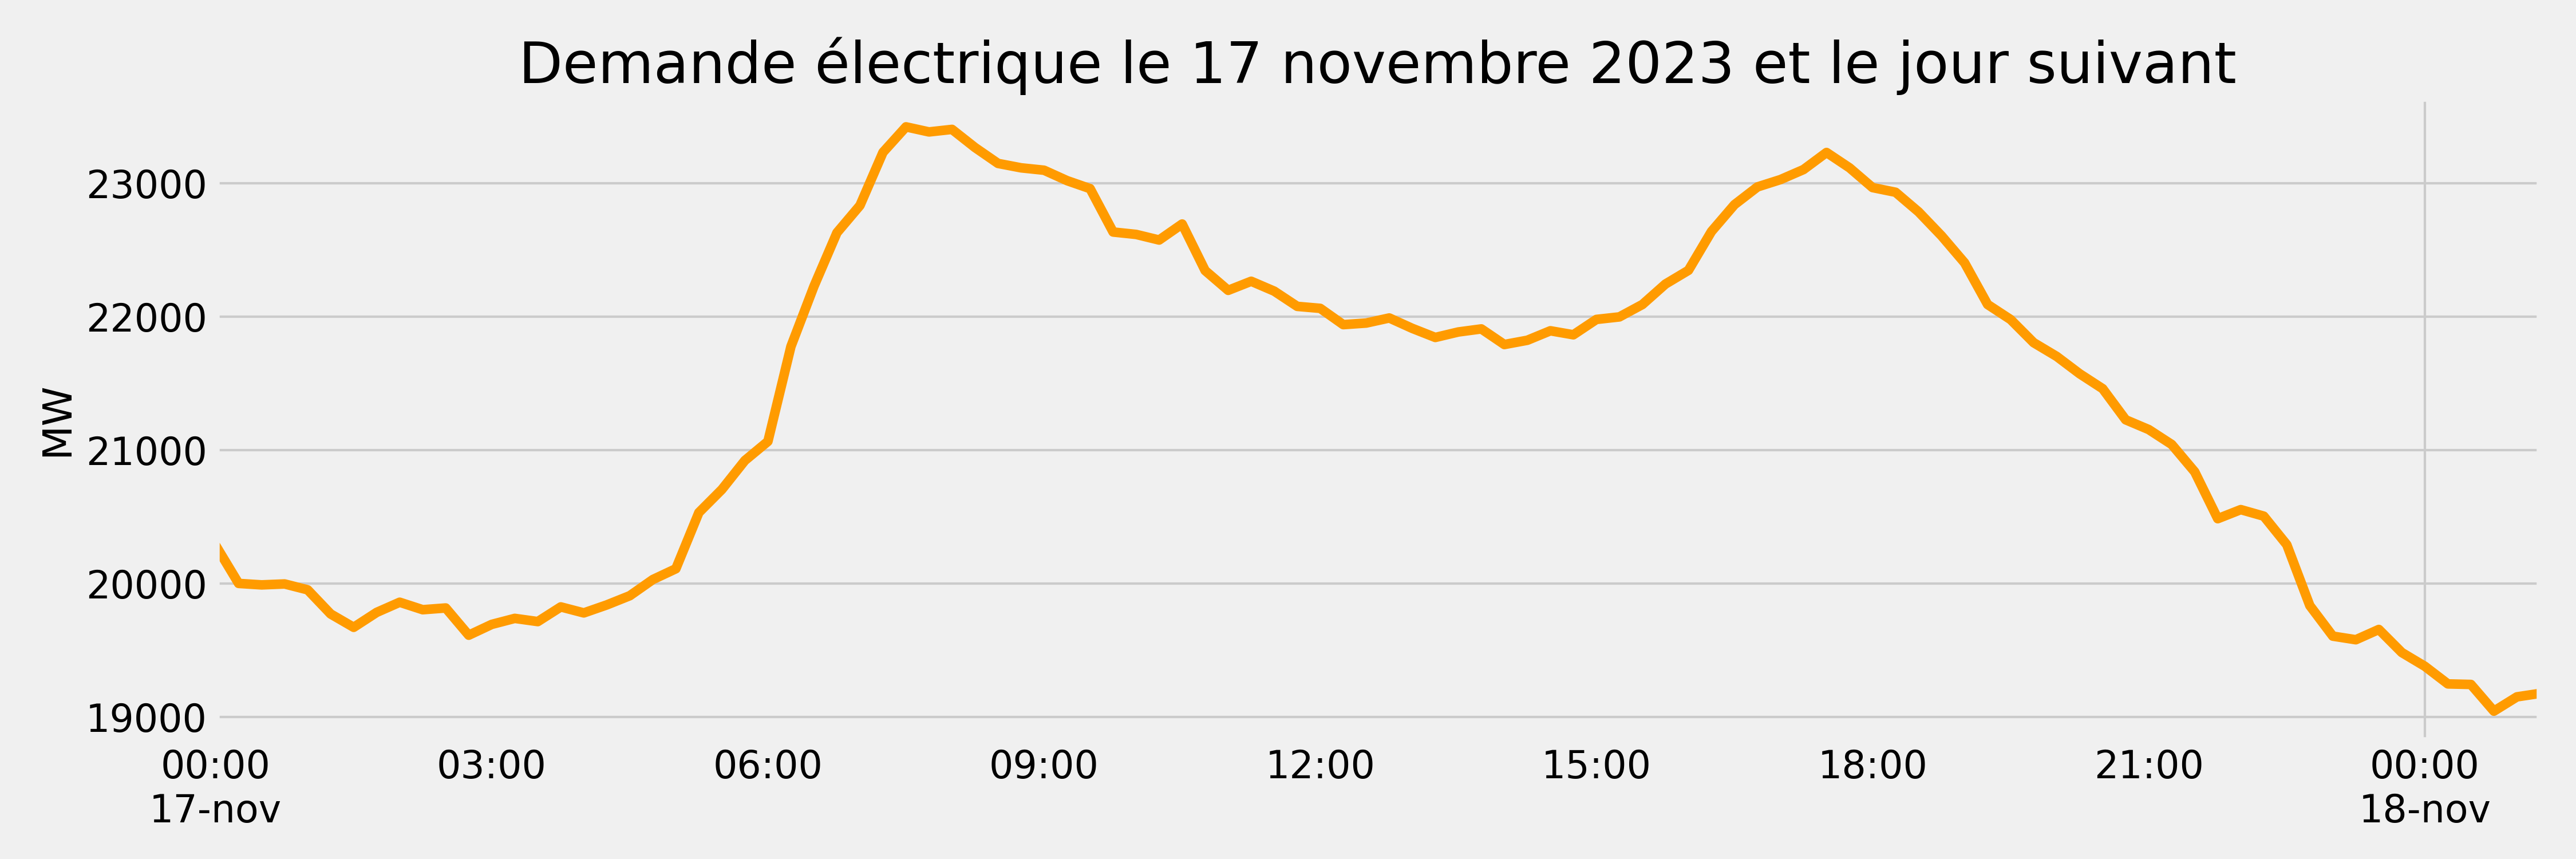 Demande électrique le 17 novembre 2023 et le jour suivant
23000
22000
21000
20000
19000
MW
00:00 03:00 06:00 09:00 12:00 15:00 18:00 21:00 00:00
17-nov 18-nov